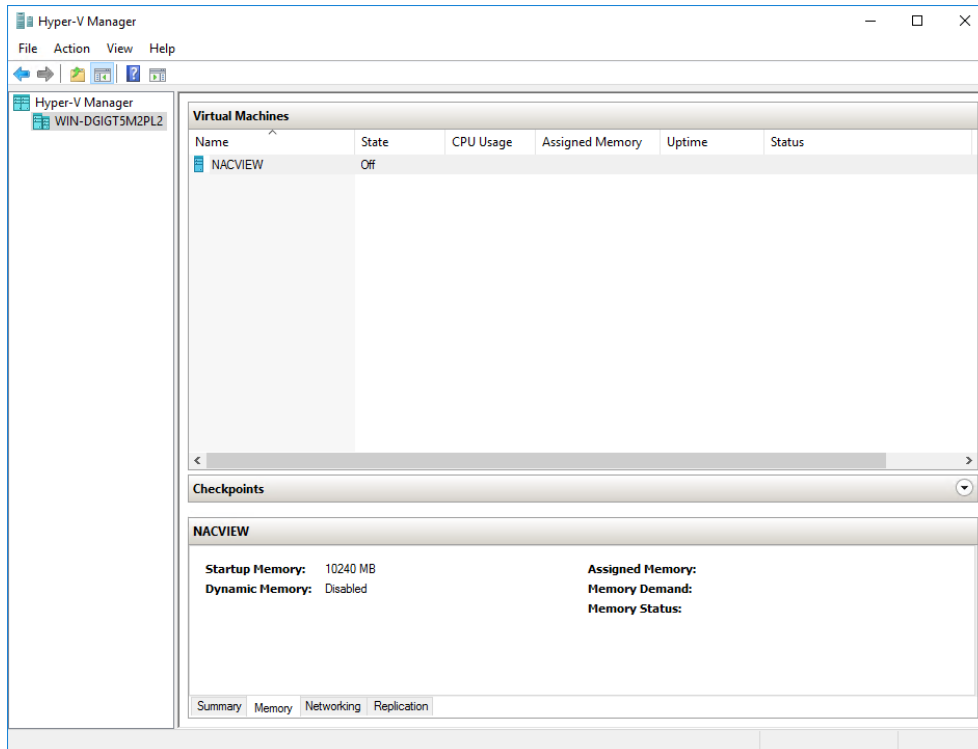 Hyper-V Manager
File Action View Help
Hyper-V Manager
WIN-DGIGT5M2PL2
Virtual Machines
Name State CPU Usage Assigned Memory Uptime Status
NACVIEW Off
Checkpoints
NACVIEW
Startup Memory: 10240 MB Assigned Memory:
Dynamic Memory: Disabled Memory Demand:
Memory Status:
Summary Memory Networking Replication